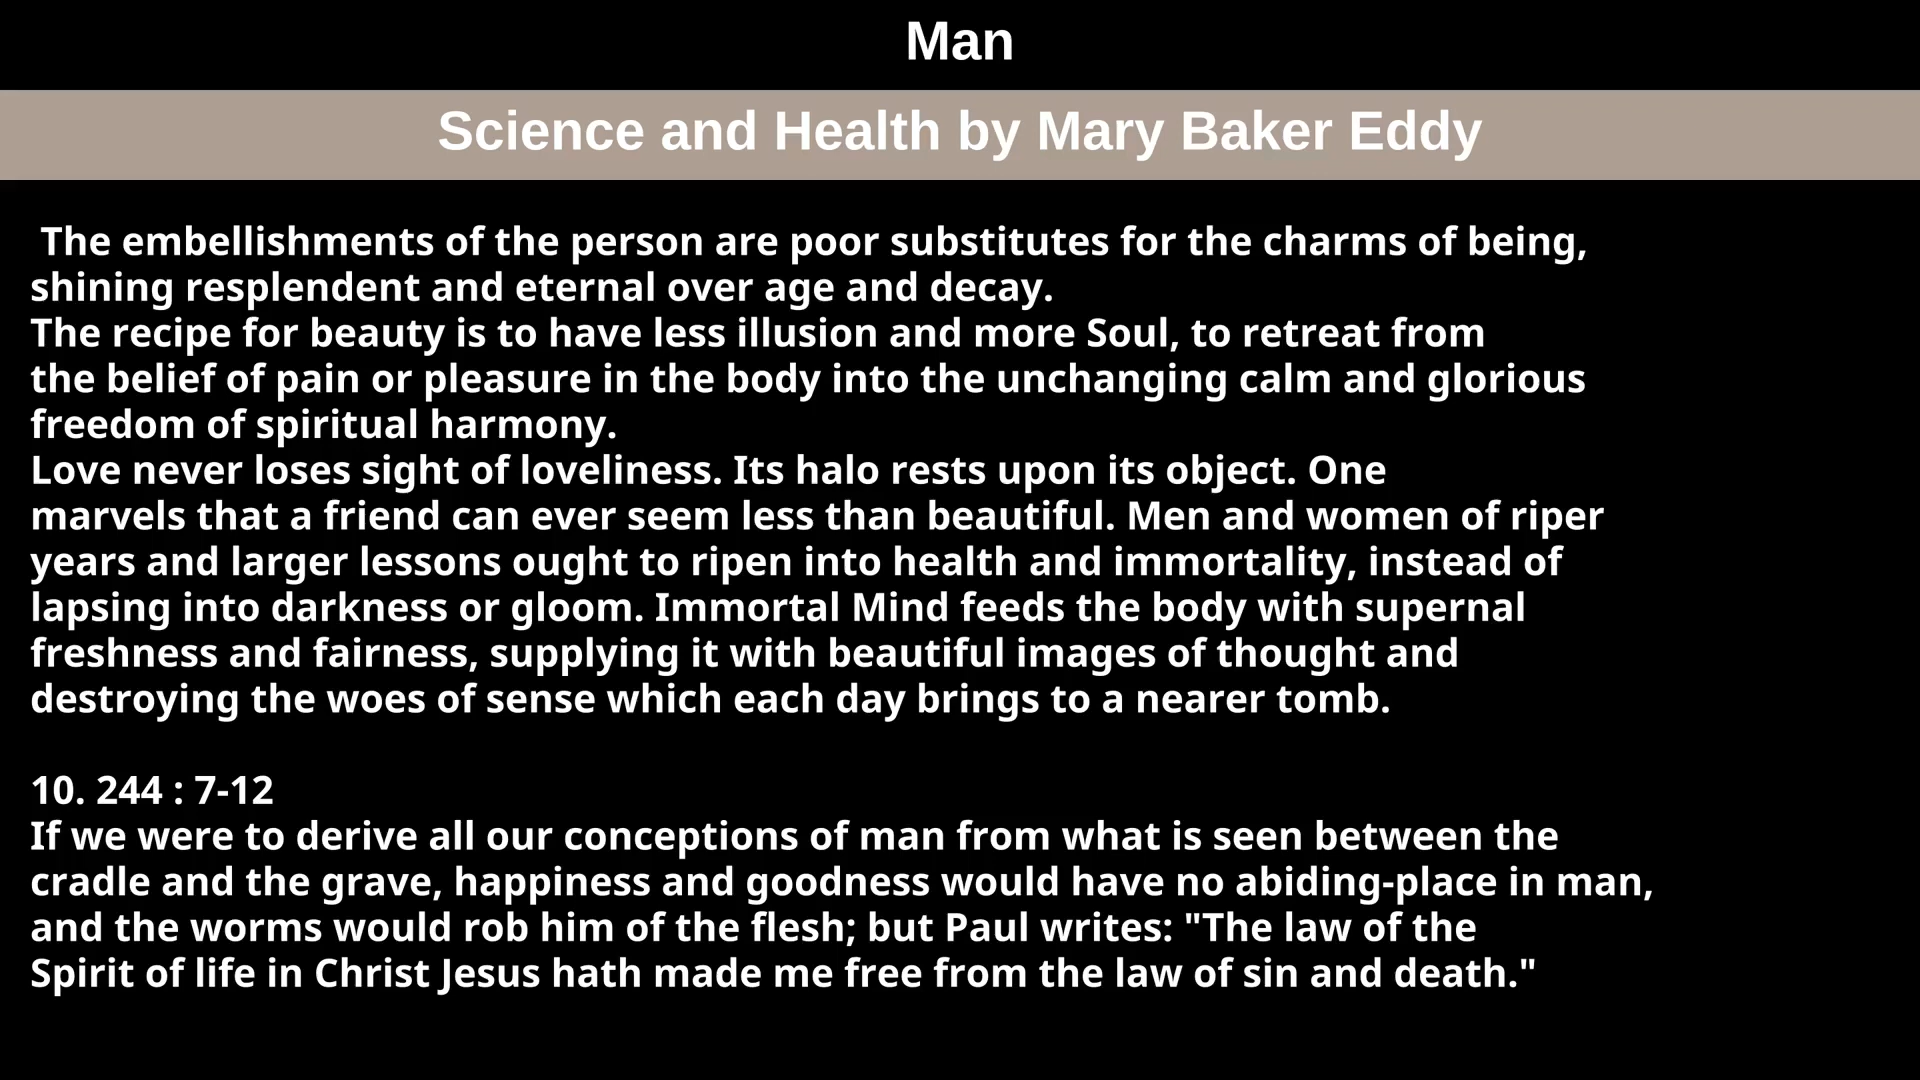 Man
Science and Health by Mary Baker Eddy
The embellishments of the person are poor substitutes for the charms of being,
shining resplendent and eternal over age and decay.
The recipe for beauty is to have less illusion and more Soul, to retreat from
the belief of pain or pleasure in the body into the unchanging calm and glorious
freedom of spiritual harmony.
Love never loses sight of loveliness. Its halo rests upon its object. One
marvels that a friend can ever seem less than beautiful. Men and women of riper
years and larger lessons ought to ripen into health and immortality, instead of
lapsing into darkness or gloom. Immortal Mind feeds the body with supernal
freshness and fairness, supplying it with beautiful images of thought and
destroying the woes of sense which each day brings to a nearer tomb.
10. 244 : 7-12
If we were to derive all our conceptions of man from what is seen between the
cradle and the grave, happiness and goodness would have no abiding-place in man,
and the worms would rob him of the flesh; but Paul writes: "The law of the
Spirit of life in Christ Jesus hath made me free from the law of sin and death."